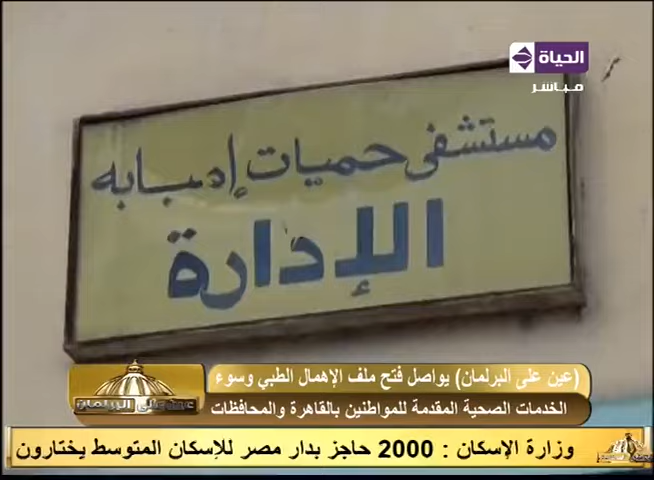 الحياة
مباشر
مستشفى حميات إمبابه
الإدارة
(عين على البرلمان) يواصل فتح ملف الإهمال الطبي وسوء
الخدمات الصحية المقدمة للمواطنين بالقاهرة والمحافظات
عين على البرلمان
وزارة الإسكان : 2000 حاجز بدار مصر للإسكان المتوسط يختارون